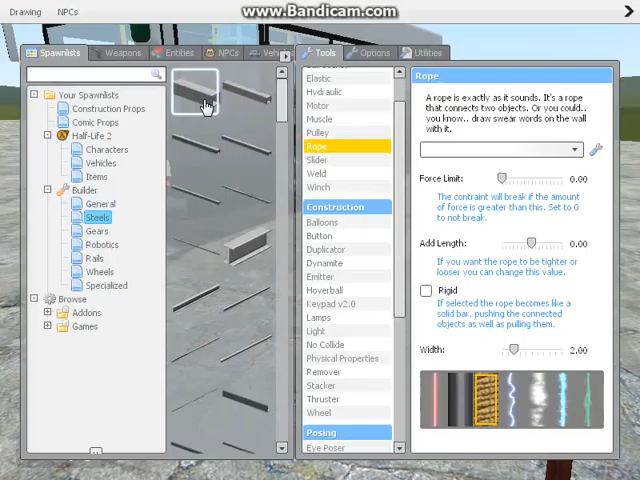 Drawing NPCs
www.Bandicam.com
Spawnlists Weapons Entities NPCs Vehi
Your Spawnlists
Construction Props
Comic Props
Half-Life 2
Characters
Vehicles
Items
Builder
General
Steels
Gears
Robotics
Rails
Wheels
Specialized
Browse
Addons
Games
Tools Options Utilities
Elastic
Hydraulic
Motor
Muscle
Pulley
Rope
Slider
Weld
Winch
Construction
Balloons
Button
Duplicator
Dynamite
Emitter
Hoverball
Keypad v2.0
Lamps
Light
No Collide
Physical Properties
Remover
Stacker
Thruster
Wheel
Posing
Eye Poser
Rope
A rope is exactly as it sounds. It's a rope
that connects two objects. Or you could..
you know.. draw swear words on the wall
with it.
Force Limit: 0.00
The contraint will break if the amount
of force is greater than this. Set to 0
to not break.
Add Length: 0.00
If you want the rope to be tighter or
looser you can change this value.
Rigid
If selected the rope becomes like a
solid bar. pushing the connected
objects as well as pulling them.
Width: 2.00